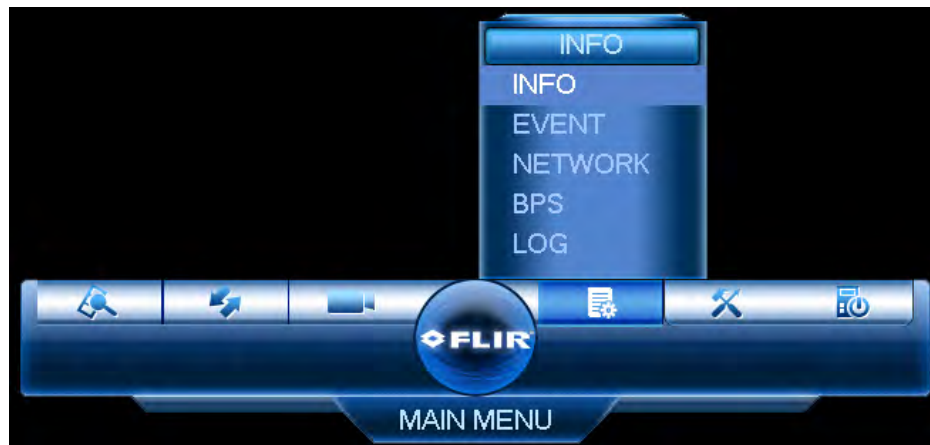 INFO
INFO
EVENT
NETWORK
BPS
LOG
FLIR
MAIN MENU